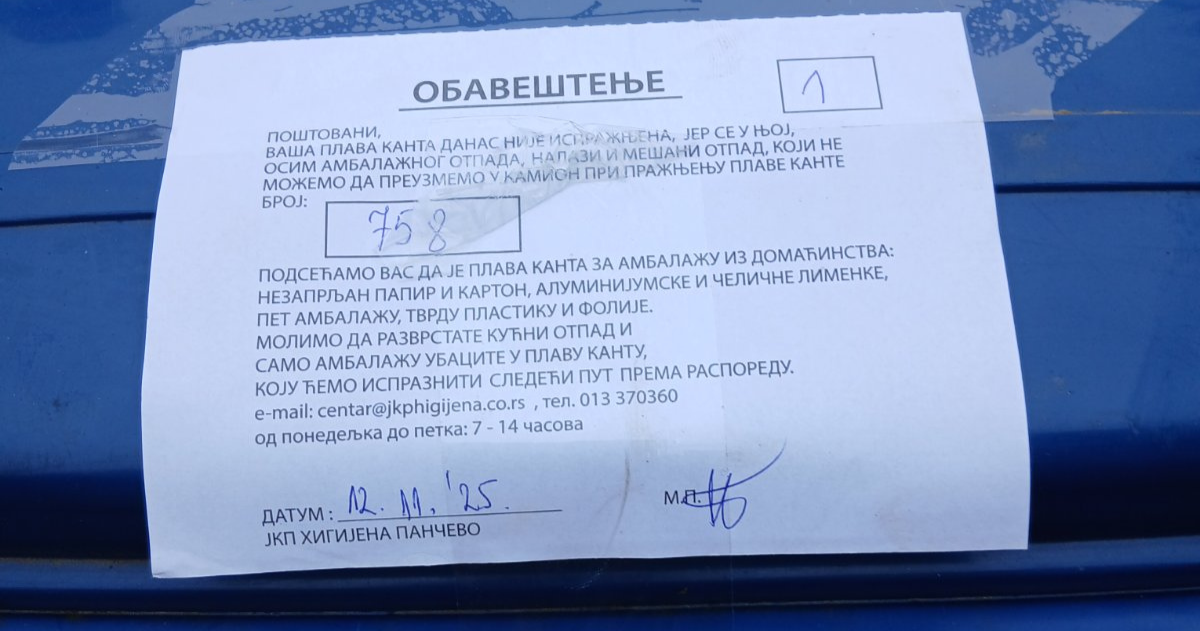 ОБАВЕШТЕЊЕ
1
ПОШТОВАНИ,
ВАША ПЛАВА КАНТА ДАНАС НИЈЕ ИСПРАЖЊЕНА, ЈЕР СЕ У ЊОЈ,
ОСИМ АМБАЛАЖНОГ ОТПАДА, НАЛАЗИ И МЕШАНИ ОТПАД, КОЈИ НЕ
МОЖЕМО ДА ПРЕУЗМЕМО У КАМИОН ПРИ ПРАЖЊЕЊУ ПЛАВЕ КАНТЕ
БРОЈ:
758
ПОДСЕЋАМО ВАС ДА ЈЕ ПЛАВА КАНТА ЗА АМБАЛАЖУ ИЗ ДОМАЋИНСТВА:
НЕЗАПРЉАН ПАПИР И КАРТОН, АЛУМИНИЈУМСКЕ И ЧЕЛИЧНЕ ЛИМЕНКЕ,
ПЕТ АМБАЛАЖУ, ТВРДУ ПЛАСТИКУ И ФОЛИЈЕ.
МОЛИМО ДА РАЗВРСТАТЕ КУЋНИ ОТПАД И
САМО АМБАЛАЖУ УБАЦИТЕ У ПЛАВУ КАНТУ,
КОЈУ ЋЕМО ИСПРАЗНИТИ СЛЕДЕЋИ ПУТ ПРЕМА РАСПОРЕДУ.
e-mail: centar@jkphigijena.co.rs , тел. 013 370360
од понедељка до петка: 7 - 14 часова
ДАТУМ : 12. 11. '25.
М.П.
ЈКП ХИГИЈЕНА ПАНЧЕВО